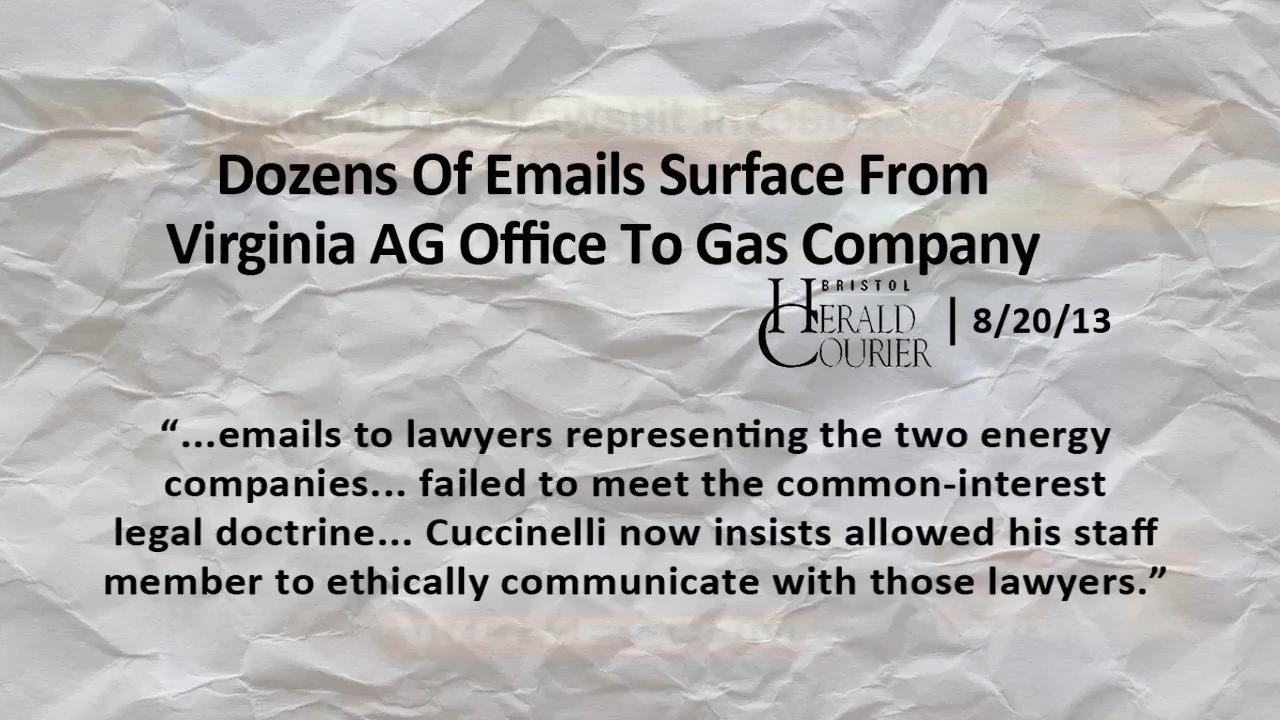 Dozens Of Emails Surface From
Virginia AG Office To Gas Company
BRISTOL
HERALD
COURIER
| 8/20/13
“...emails to lawyers representing the two energy
companies... failed to meet the common-interest
legal doctrine... Cuccinelli now insists allowed his staff
member to ethically communicate with those lawyers.”